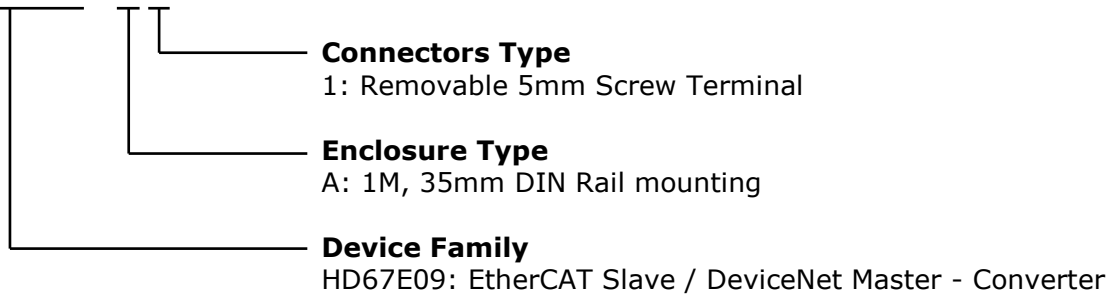 Connectors Type
1: Removable 5mm Screw Terminal
Enclosure Type
A: 1M, 35mm DIN Rail mounting
Device Family
HD67E09: EtherCAT Slave / DeviceNet Master - Converter